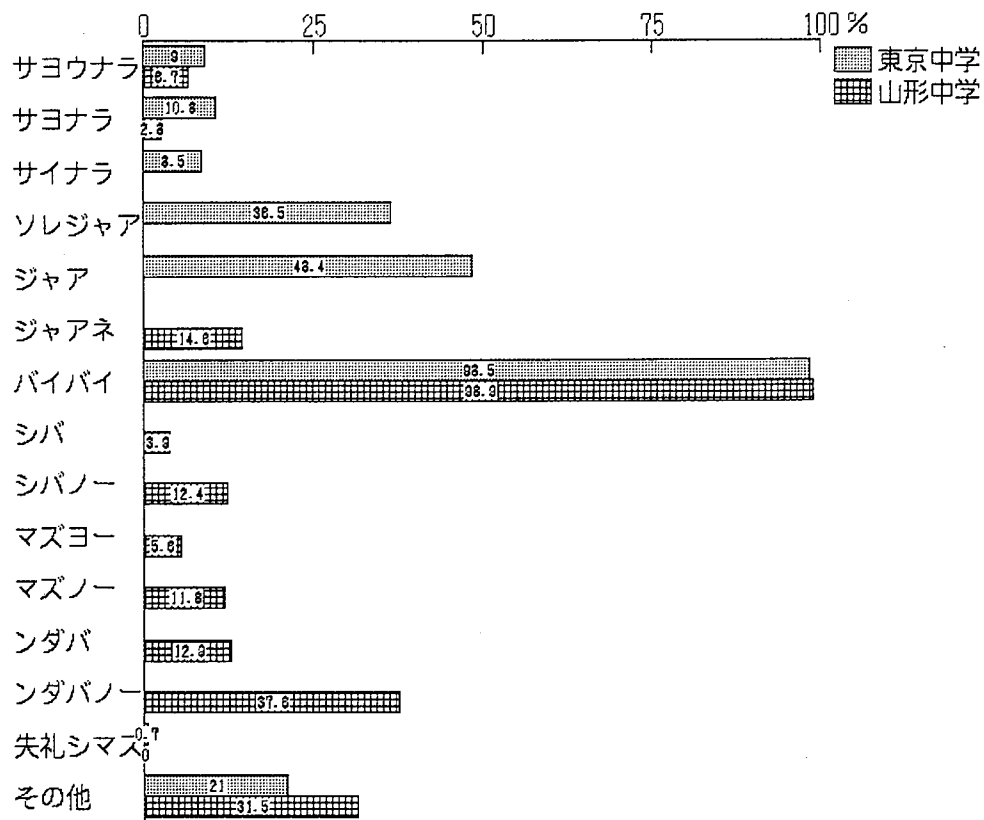 0 25 50 75 100 %
東京中学
山形中学
サヨウナラ 9
6.7
サヨナラ 10.8
2.8
サイナラ 8.5
ソレジャア 36.5
ジャア 48.4
ジャアネ 14.6
バイバイ 98.5
98.9
シバ 3.9
シバノー 12.4
マズヨー 5.6
マズノー 11.8
ンダバ 12.9
ンダバノー 37.6
失礼シマス 0.7
0
その他 21
31.5